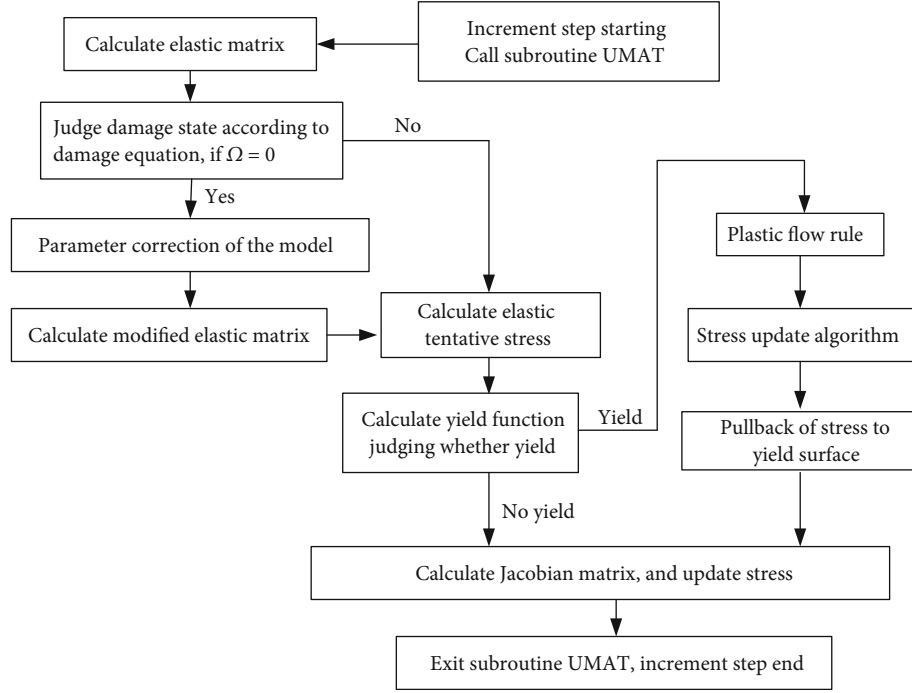 Increment step starting
Call subroutine UMAT
Calculate elastic matrix
Judge damage state according to
damage equation, if Ω = 0
No
Yes
Parameter correction of the model
Calculate modified elastic matrix
Calculate elastic
tentative stress
Calculate yield function
judging whether yield
Yield
No yield
Plastic flow rule
Stress update algorithm
Pullback of stress to
yield surface
Calculate Jacobian matrix, and update stress
Exit subroutine UMAT, increment step end